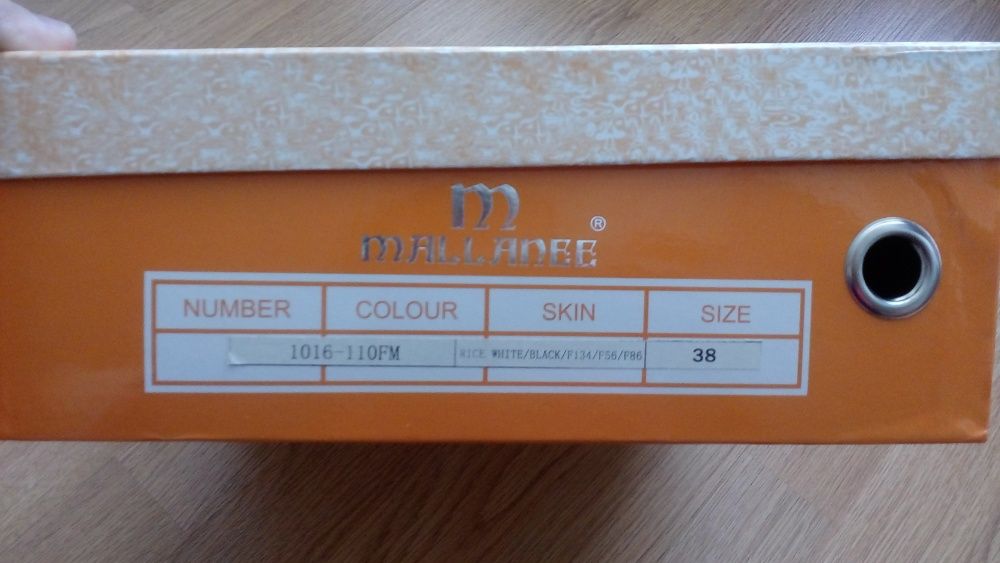 m
MALLANEE ®
NUMBER COLOUR SKIN SIZE
1016-110FM RICE WHITE/BLACK/F134/F56/F86 38